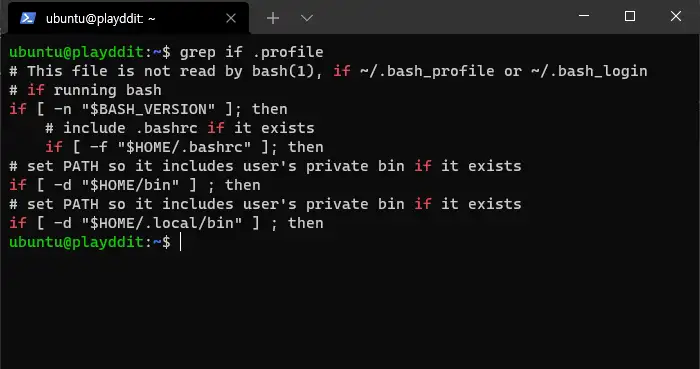 ubuntu@playddit: ~
ubuntu@playddit:~$ grep if .profile
# This file is not read by bash(1), if ~/.bash_profile or ~/.bash_login
# if running bash
if [ -n "$BASH_VERSION" ]; then
    # include .bashrc if it exists
    if [ -f "$HOME/.bashrc" ]; then
# set PATH so it includes user's private bin if it exists
if [ -d "$HOME/bin" ] ; then
# set PATH so it includes user's private bin if it exists
if [ -d "$HOME/.local/bin" ] ; then
ubuntu@playddit:~$